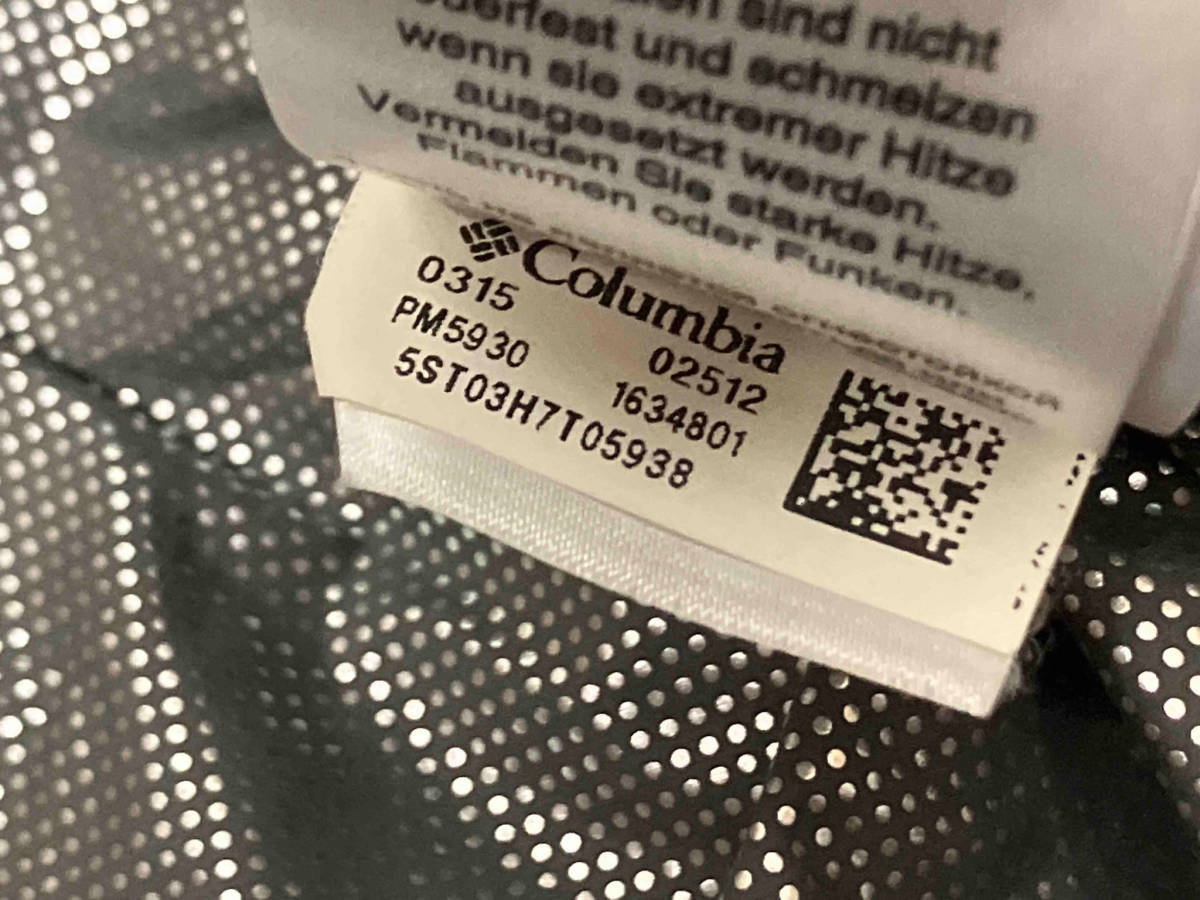 sind nicht
und schmelzen
wenn sie extremer Hitze
ausgesetzt werden.
Vermeiden Sie starke Hitze,
Flammen oder Funken.
Columbia
0315 02512
PM5930 1634801
5ST03H7T05938